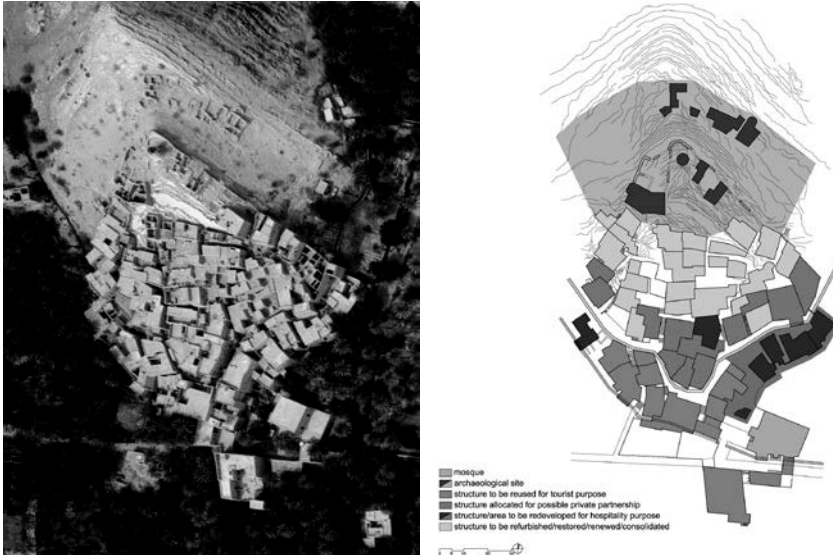 mosque
archaeological site
structure to be reused for tourist purpose
structure allocated for possible private partnership
structure/area to be redeveloped for hospitality purpose
structure to be refurbished/restored/renewed/consolidated